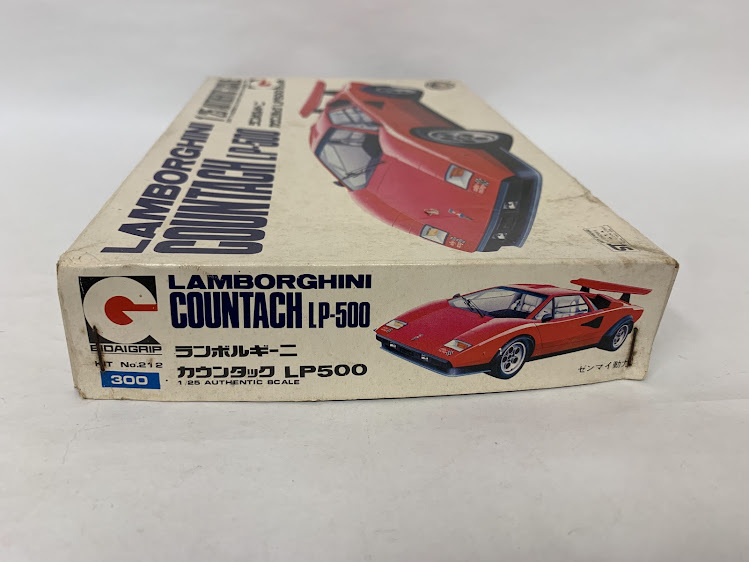 LAMBORGHINI
COUNTACH LP-500
LAMBORGHINI
COUNTACH LP-500
EIDAIGRIP
ランボルギーニ
KIT No.212
カウンタック LP500
300
1/25 AUTHENTIC SCALE
ゼンマイ動力